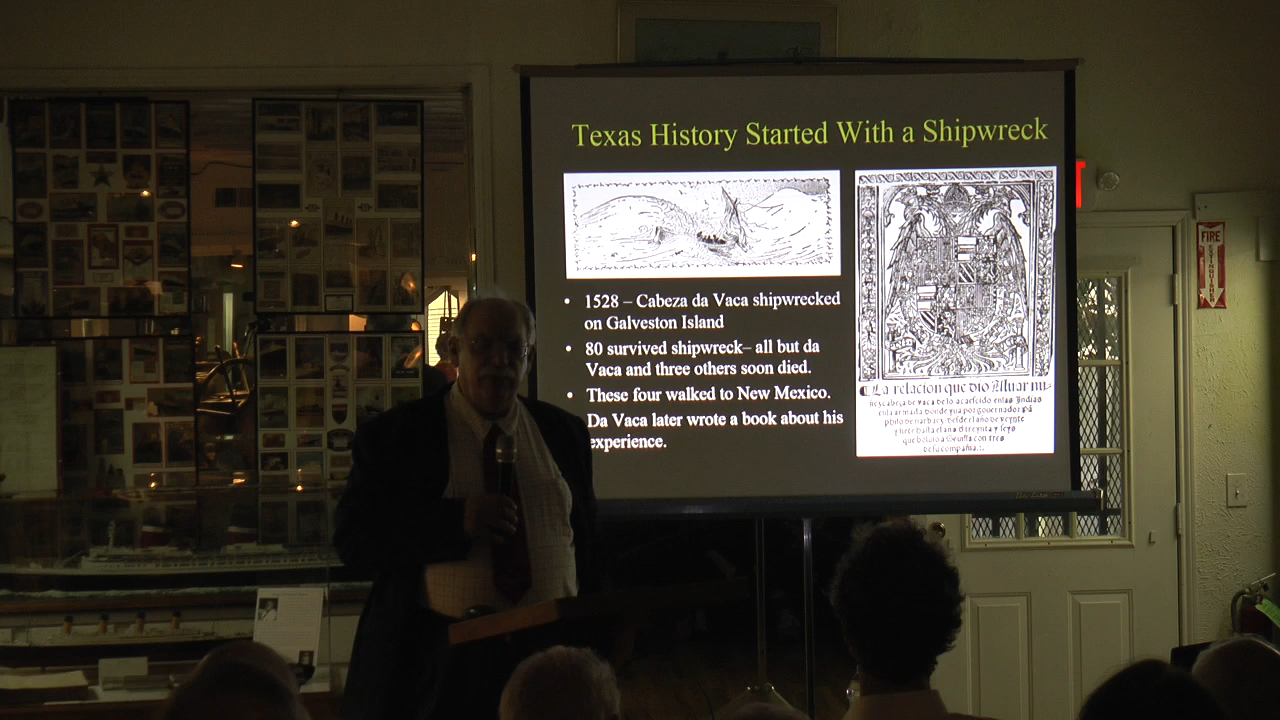 Texas History Started With a Shipwreck
• 1528 – Cabeza da Vaca shipwrecked
on Galveston Island
• 80 survived shipwreck– all but da
Vaca and three others soon died.
• These four walked to New Mexico.
Da Vaca later wrote a book about his
experience.
La relacion que dio Aluar nu-
FIRE
EXTINGUISHER